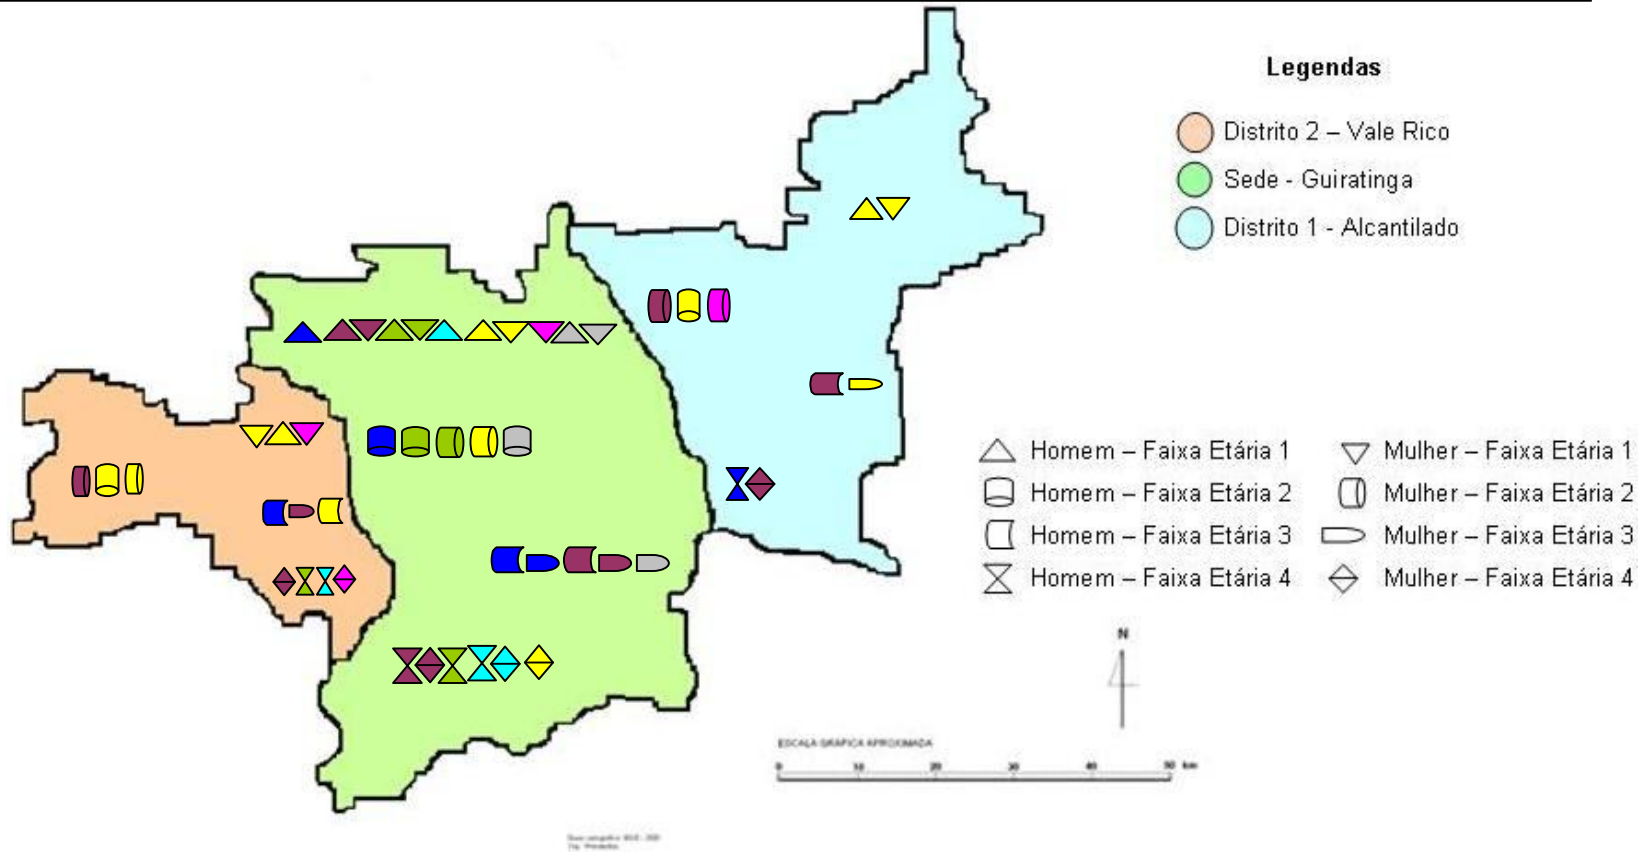 Legendas
Distrito 2 – Vale Rico
Sede - Guiratinga
Distrito 1 - Alcantilado
Homem – Faixa Etária 1
Mulher – Faixa Etária 1
Homem – Faixa Etária 2
Mulher – Faixa Etária 2
Homem – Faixa Etária 3
Mulher – Faixa Etária 3
Homem – Faixa Etária 4
Mulher – Faixa Etária 4
N
ESCALA GRÁFICA APROXIMADA
0 10 20 30 40 50 km